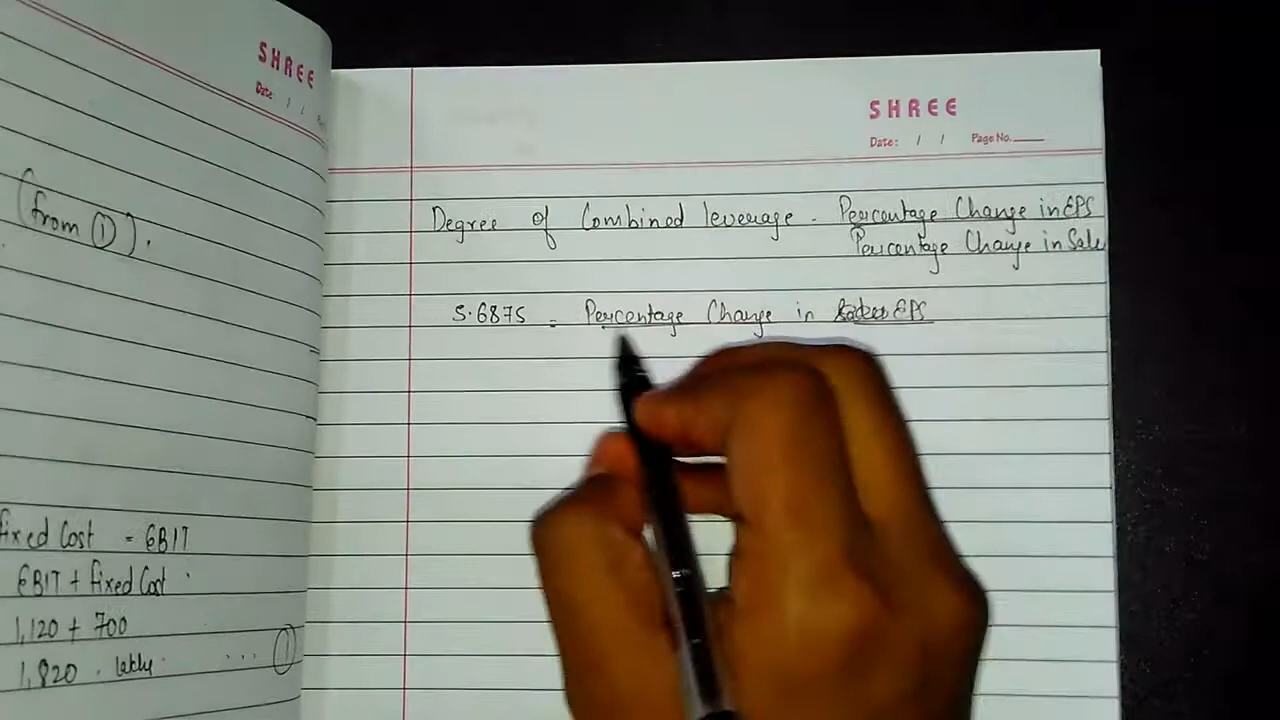 SHREE
Date / /
(from ①).
fixed Cost = EBIT
EBIT + fixed Cost
1,120 + 700
1,820 . lakhs. ... ①
SHREE
Date: / / Page No.
Degree of Combined leverage = Percentage Change in EPS
Percentage Change in Sales
5.6875 = Percentage Change in EPS